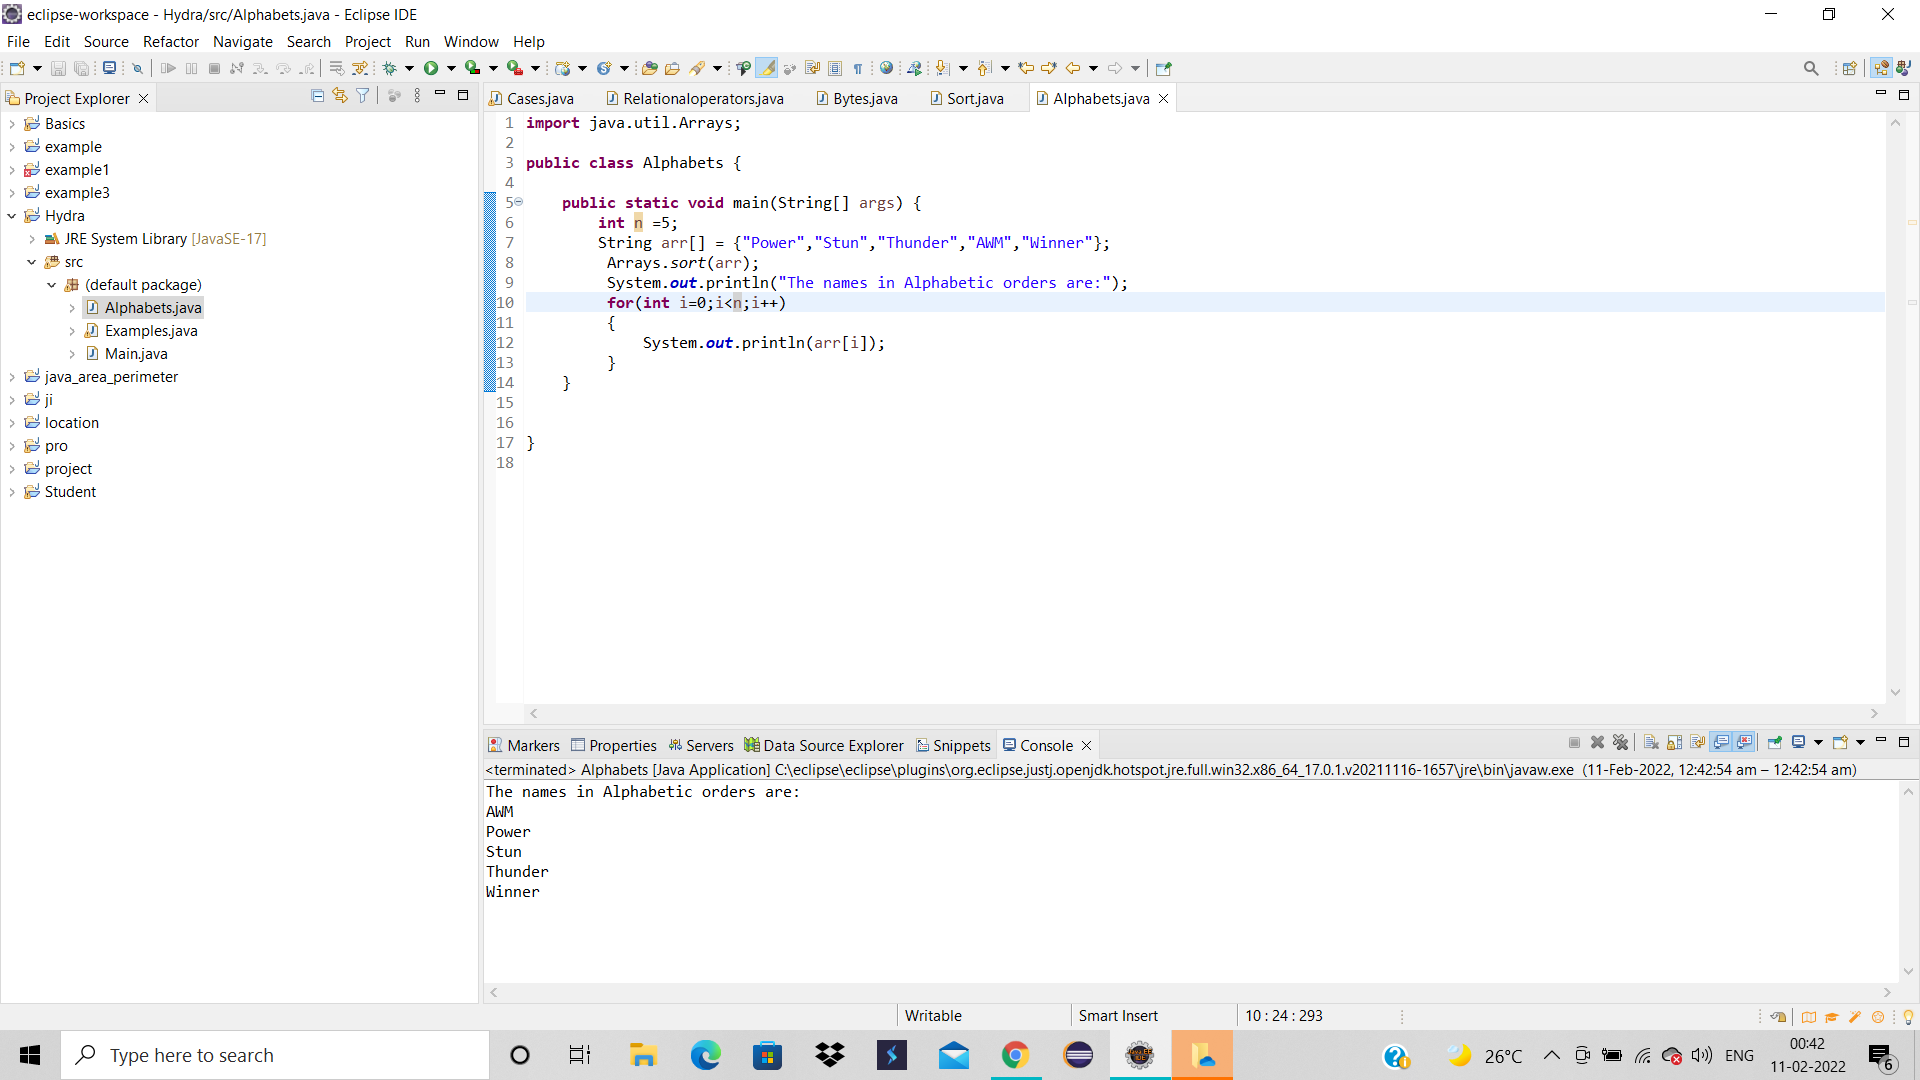 eclipse-workspace - Hydra/src/Alphabets.java - Eclipse IDE
File Edit Source Refactor Navigate Search Project Run Window Help
Project Explorer
Basics
example
example1
example3
Hydra
JRE System Library [JavaSE-17]
src
(default package)
Alphabets.java
Examples.java
Main.java
java_area_perimeter
ji
location
pro
project
Student
Cases.java Relationaloperators.java Bytes.java Sort.java Alphabets.java
1 import java.util.Arrays;
2
3 public class Alphabets {
4
5 public static void main(String[] args) {
6 int n =5;
7 String arr[] = {"Power","Stun","Thunder","AWM","Winner"};
8 Arrays.sort(arr);
9 System.out.println("The names in Alphabetic orders are:");
10 for(int i=0;i<n;i++)
11 {
12 System.out.println(arr[i]);
13 }
14 }
15
16
17 }
18
Markers Properties Servers Data Source Explorer Snippets Console
<terminated> Alphabets [Java Application] C:\eclipse\eclipse\plugins\org.eclipse.justj.openjdk.hotspot.jre.full.win32.x86_64_17.0.1.v20211116-1657\jre\bin\javaw.exe (11-Feb-2022, 12:42:54 am – 12:42:54 am)
The names in Alphabetic orders are:
AWM
Power
Stun
Thunder
Winner
Writable Smart Insert 10 : 24 : 293
Type here to search
26°C ENG
00:42
11-02-2022
6